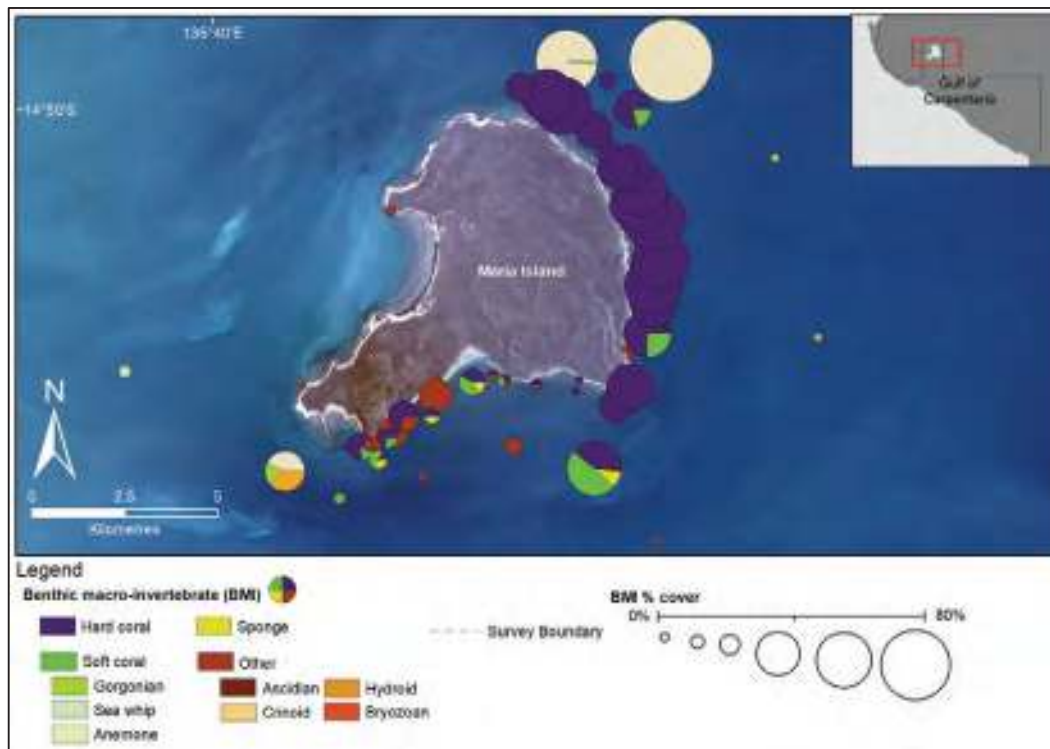 135°40'E
14°50'S
Gulf of
Carpentaria
Maria Island
N
0 2.5 5
Kilometres
Legend
Benthic macro-invertebrate (BMI)
Hard coral
Soft coral
Gorgonian
Sea whip
Anemone
Sponge
Other
Ascidian
Crinoid
Hydroid
Bryozoan
Survey Boundary
BMI % cover
0% 80%